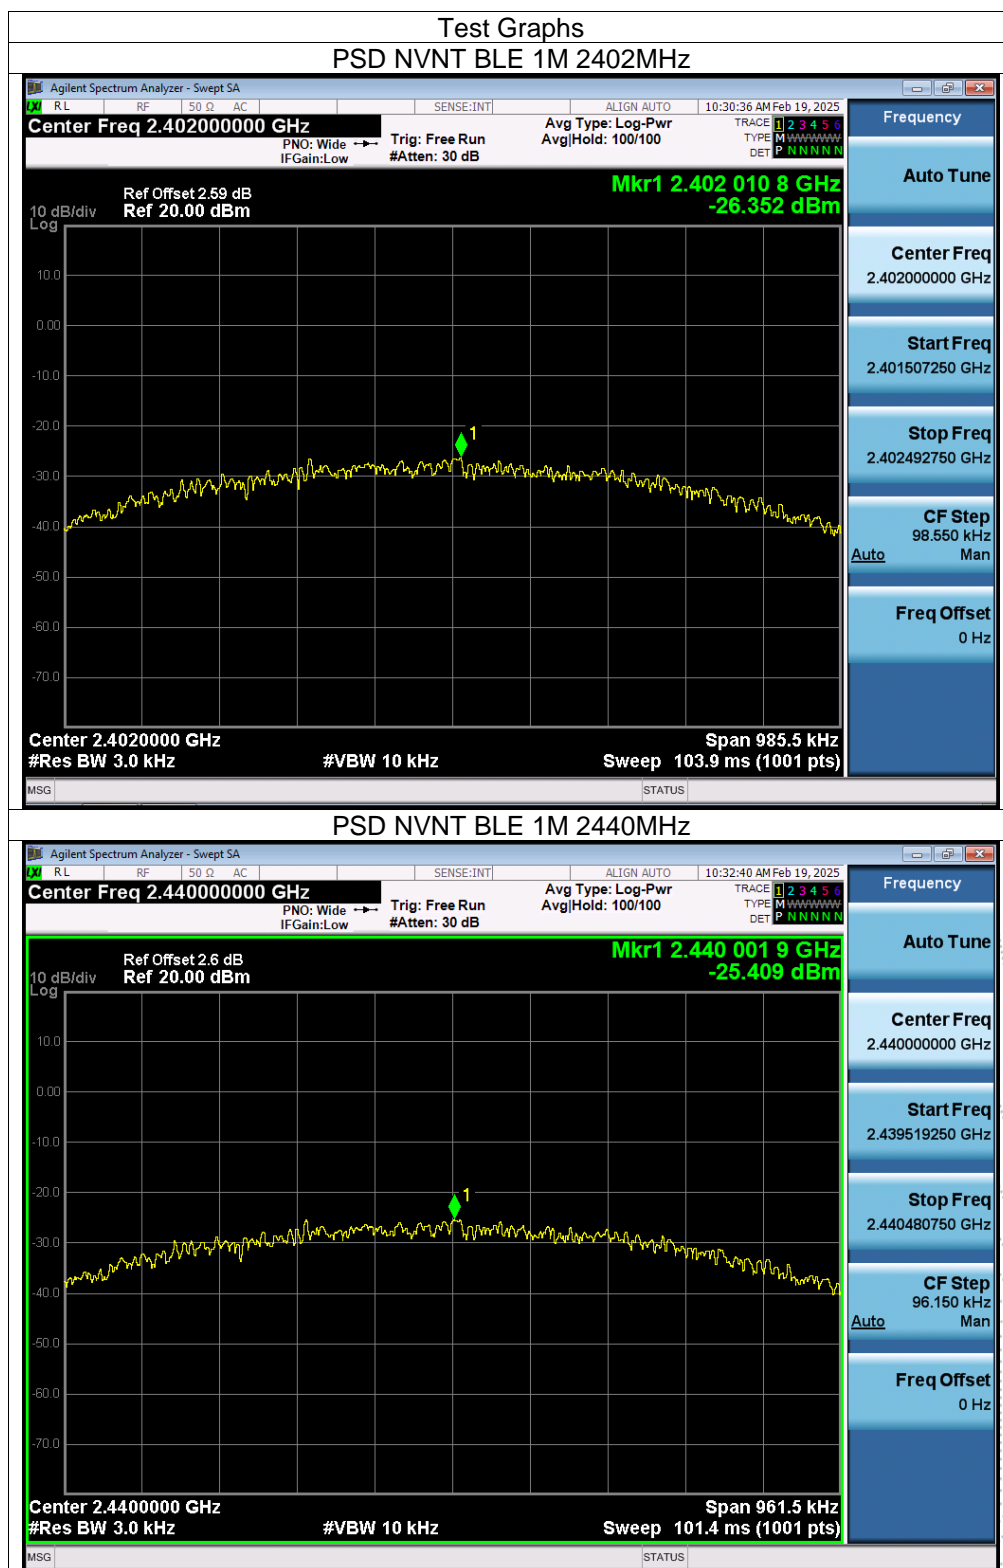 Test Graphs
PSD NVNT BLE 1M 2402MHz
Agilent Spectrum Analyzer - Swept SA
LXI RL RF 50 Ω AC SENSE:INT ALIGN AUTO 10:30:36 AM Feb 19, 2025
Center Freq 2.402000000 GHz
PNO: Wide
IFGain:Low
Trig: Free Run
#Atten: 30 dB
Avg Type: Log-Pwr
Avg|Hold: 100/100
TRACE 1 2 3 4 5 6
TYPE M WWWWW
DET P N N N N N
Frequency
Mkr1 2.402 010 8 GHz
-26.352 dBm
Ref Offset 2.59 dB
10 dB/div Ref 20.00 dBm
Log
10.0
0.00
-10.0
-20.0
-30.0
-40.0
-50.0
-60.0
-70.0
1
Center 2.4020000 GHz Span 985.5 kHz
#Res BW 3.0 kHz #VBW 10 kHz Sweep 103.9 ms (1001 pts)
Auto Tune
Center Freq
2.402000000 GHz
Start Freq
2.401507250 GHz
Stop Freq
2.402492750 GHz
CF Step
98.550 kHz
Auto Man
Freq Offset
0 Hz
MSG STATUS
PSD NVNT BLE 1M 2440MHz
Agilent Spectrum Analyzer - Swept SA
LXI RL RF 50 Ω AC SENSE:INT ALIGN AUTO 10:32:40 AM Feb 19, 2025
Center Freq 2.440000000 GHz
PNO: Wide
IFGain:Low
Trig: Free Run
#Atten: 30 dB
Avg Type: Log-Pwr
Avg|Hold: 100/100
TRACE 1 2 3 4 5 6
TYPE M WWWWW
DET P N N N N N
Frequency
Mkr1 2.440 001 9 GHz
-25.409 dBm
Ref Offset 2.6 dB
10 dB/div Ref 20.00 dBm
Log
10.0
0.00
-10.0
-20.0
-30.0
-40.0
-50.0
-60.0
-70.0
1
Center 2.4400000 GHz Span 961.5 kHz
#Res BW 3.0 kHz #VBW 10 kHz Sweep 101.4 ms (1001 pts)
Auto Tune
Center Freq
2.440000000 GHz
Start Freq
2.439519250 GHz
Stop Freq
2.440480750 GHz
CF Step
96.150 kHz
Auto Man
Freq Offset
0 Hz
MSG STATUS